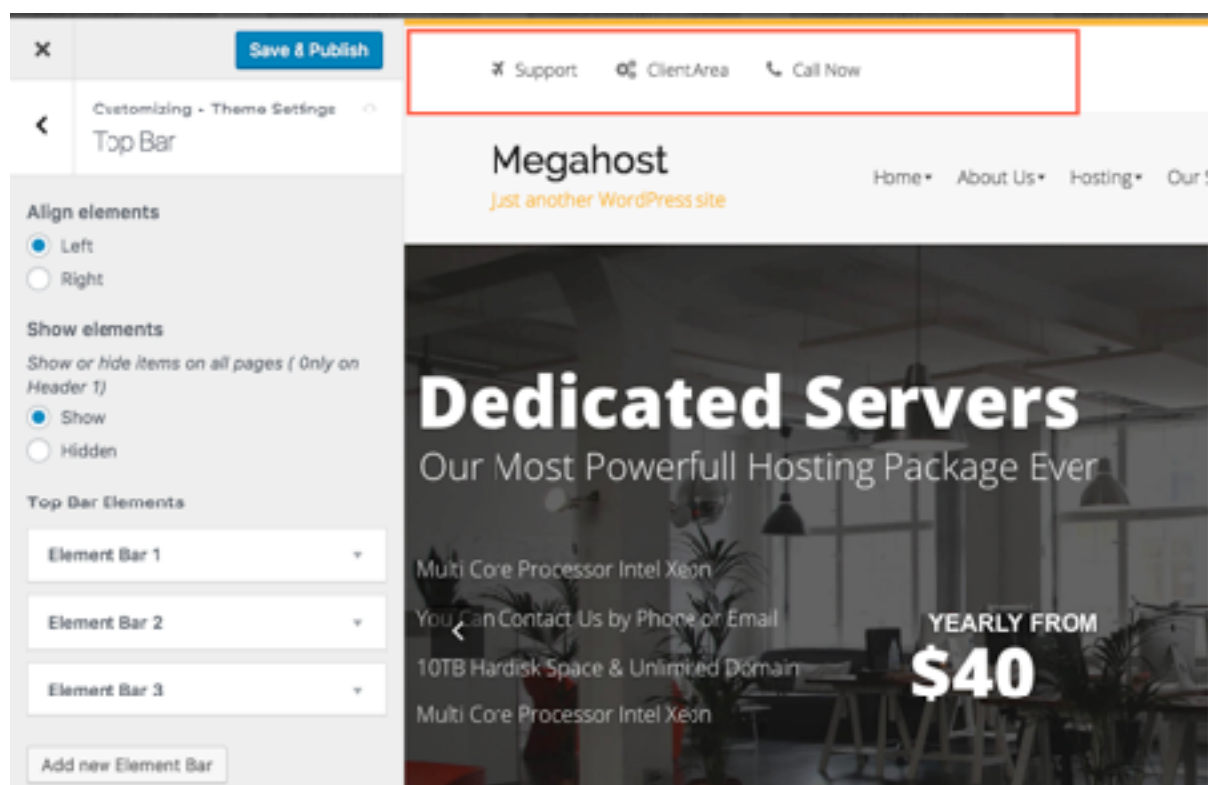 Save & Publish
Customizing - Theme Settings
Top Bar
Align elements
Left
Right
Show elements
Show or hide items on all pages ( Only on
Header 1)
Show
Hidden
Top Bar Elements
Element Bar 1
Element Bar 2
Element Bar 3
Add new Element Bar
Support ClientArea Call Now
Megahost
Just another WordPress site
Home About Us Hosting Our
Dedicated Servers
Our Most Powerfull Hosting Package Ever
Multi Core Processor Intel Xeon
You Can Contact Us by Phone or Email
10TB Hardisk Space & Unlimited Domain
Multi Core Processor Intel Xeon
YEARLY FROM
$40